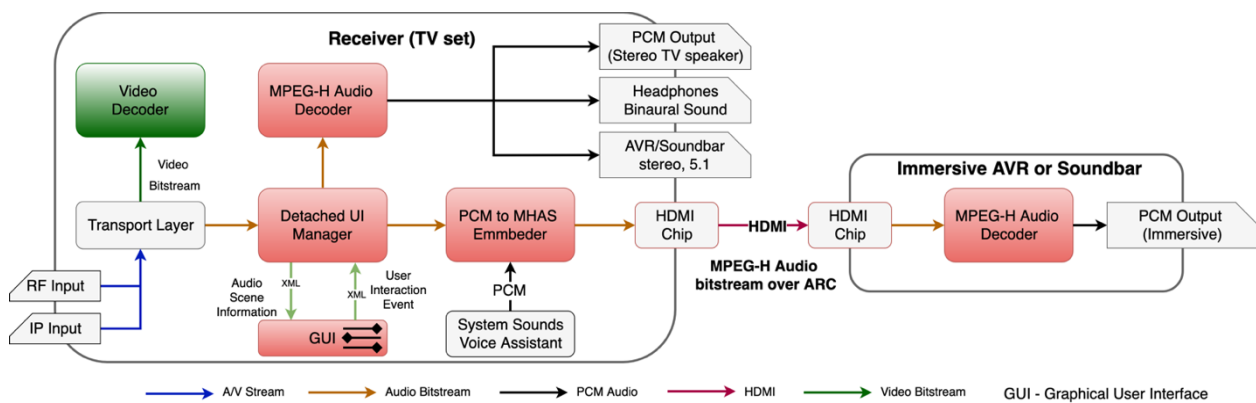 Receiver (TV set)
PCM Output
(Stereo TV speaker)
Video
Decoder
MPEG-H Audio
Decoder
Headphones
Binaural Sound
AVR/Soundbar
stereo, 5.1
Video
Bitstream
Immersive AVR or Soundbar
Transport Layer
Detached UI
Manager
PCM to MHAS
Emmbeder
HDMI
Chip
HDMI
HDMI
Chip
MPEG-H Audio
Decoder
PCM Output
(Immersive)
MPEG-H Audio
bitstream over ARC
RF Input
IP Input
Audio
Scene
Information
XML
XML
User
Interaction
Event
PCM
GUI
System Sounds
Voice Assistant
A/V Stream
Audio Bitstream
PCM Audio
HDMI
Video Bitstream
GUI - Graphical User Interface